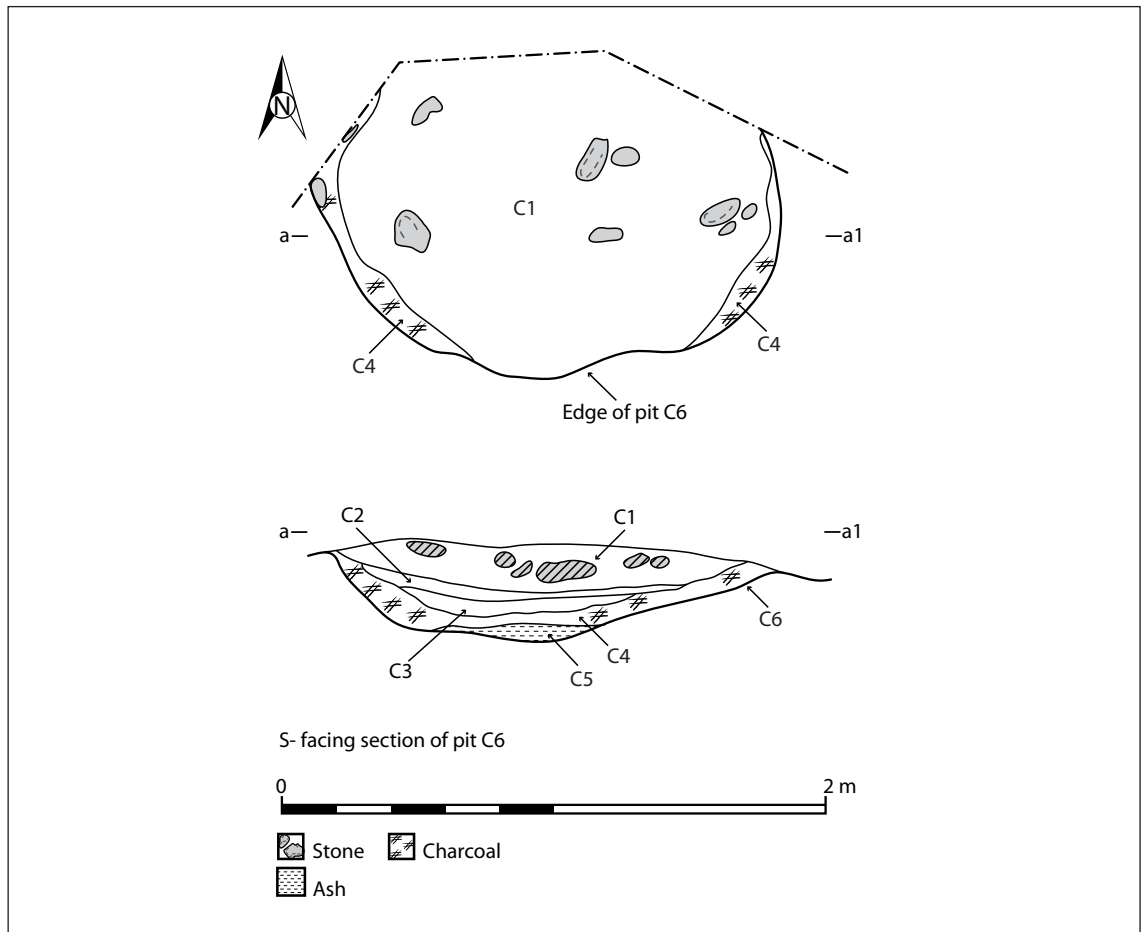 N
C1
a
a1
C4
C4
Edge of pit C6
a
C2
C1
a1
C6
C3
C4
C5
S- facing section of pit C6
0
2 m
Stone
Charcoal
Ash